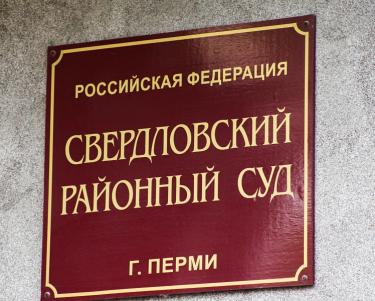 РОССИЙСКАЯ ФЕДЕРАЦИЯ
СВЕРДЛОВСКИЙ
РАЙОННЫЙ СУД
Г. ПЕРМИ